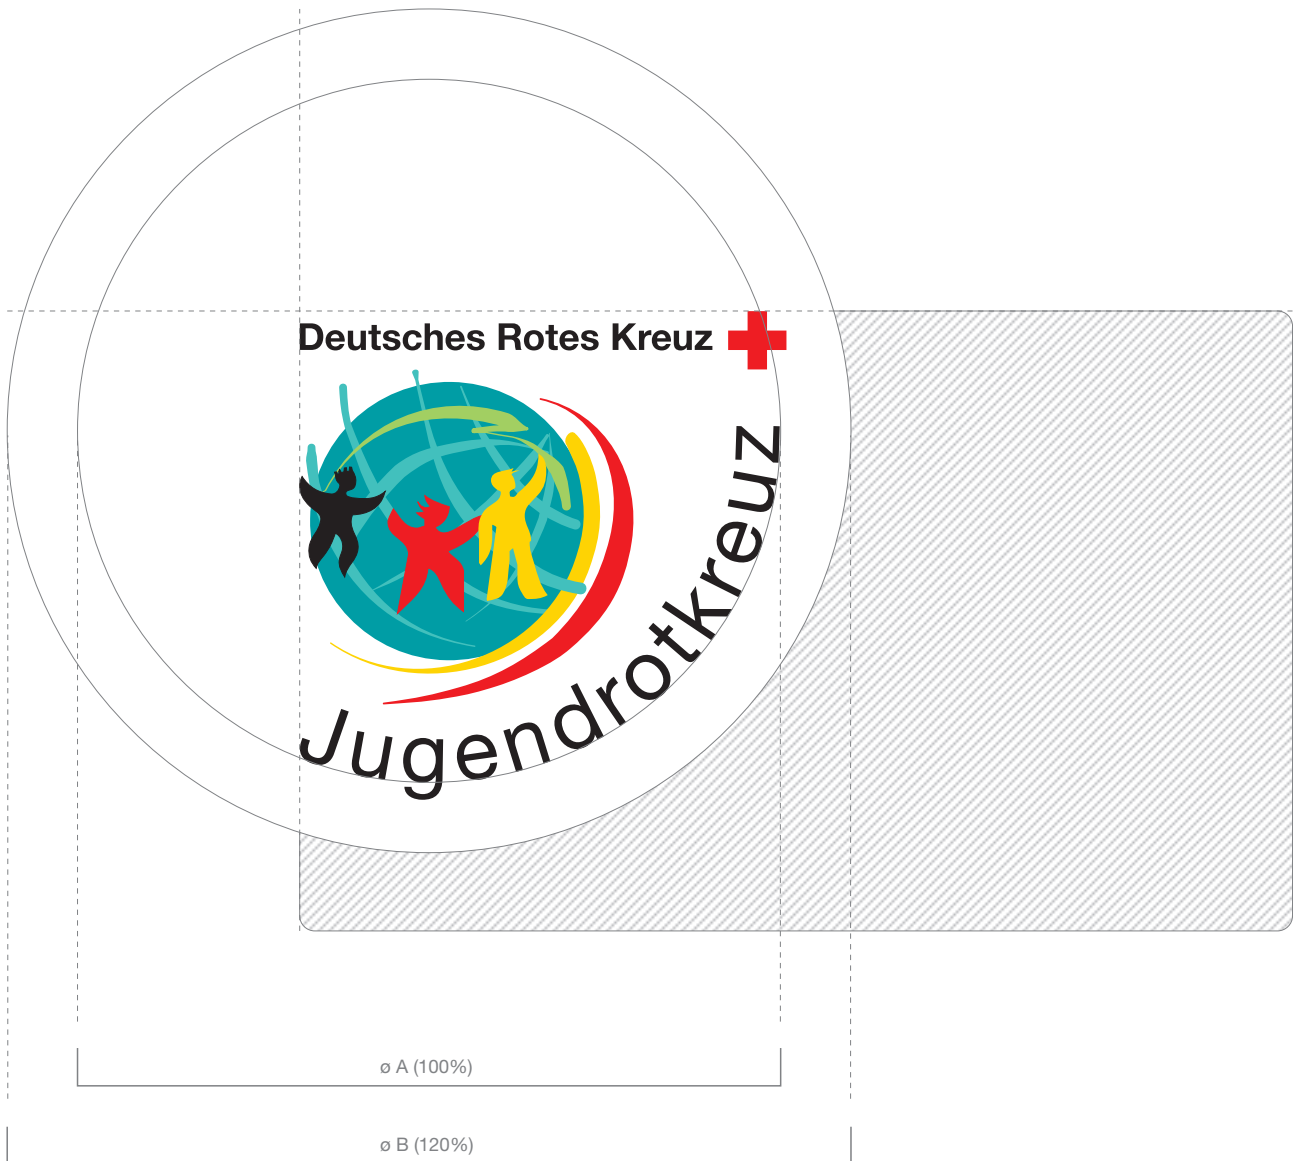 Deutsches Rotes Kreuz
Jugendrotkreuz
ø A (100%)
ø B (120%)